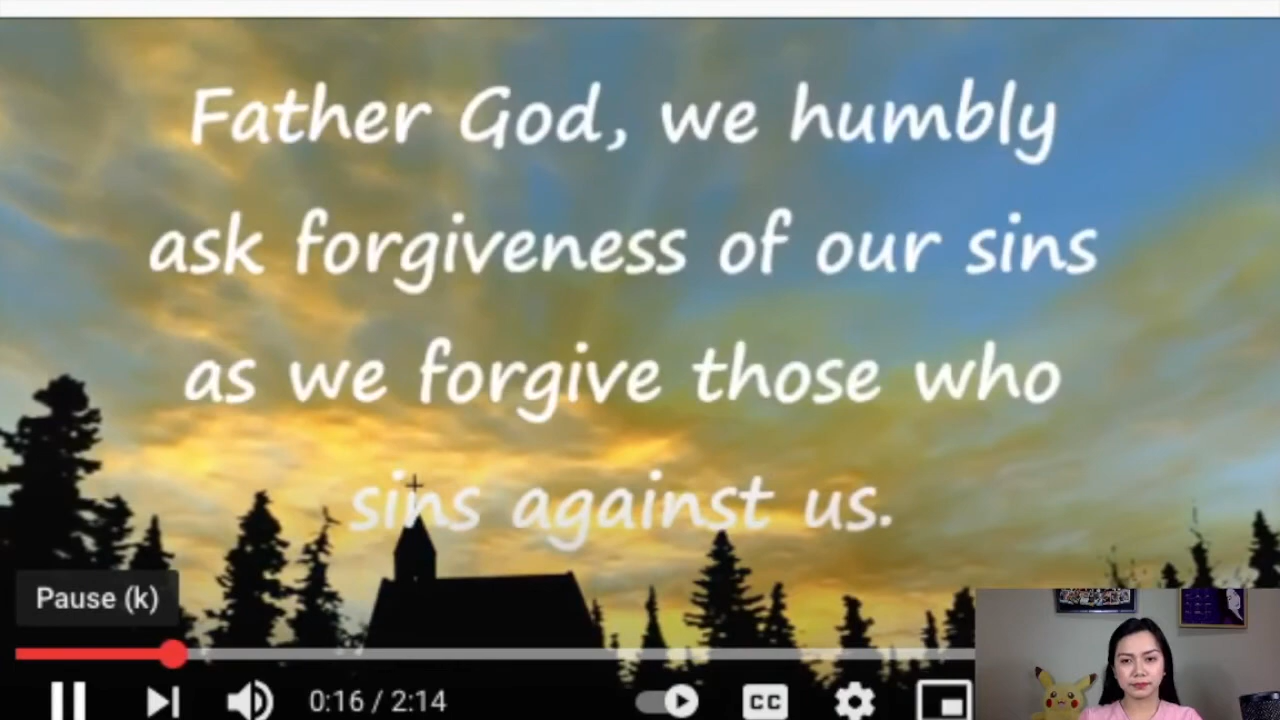 Father God, we humbly
ask forgiveness of our sins
as we forgive those who
sins against us.
Pause (k)
0:16 / 2:14
CC